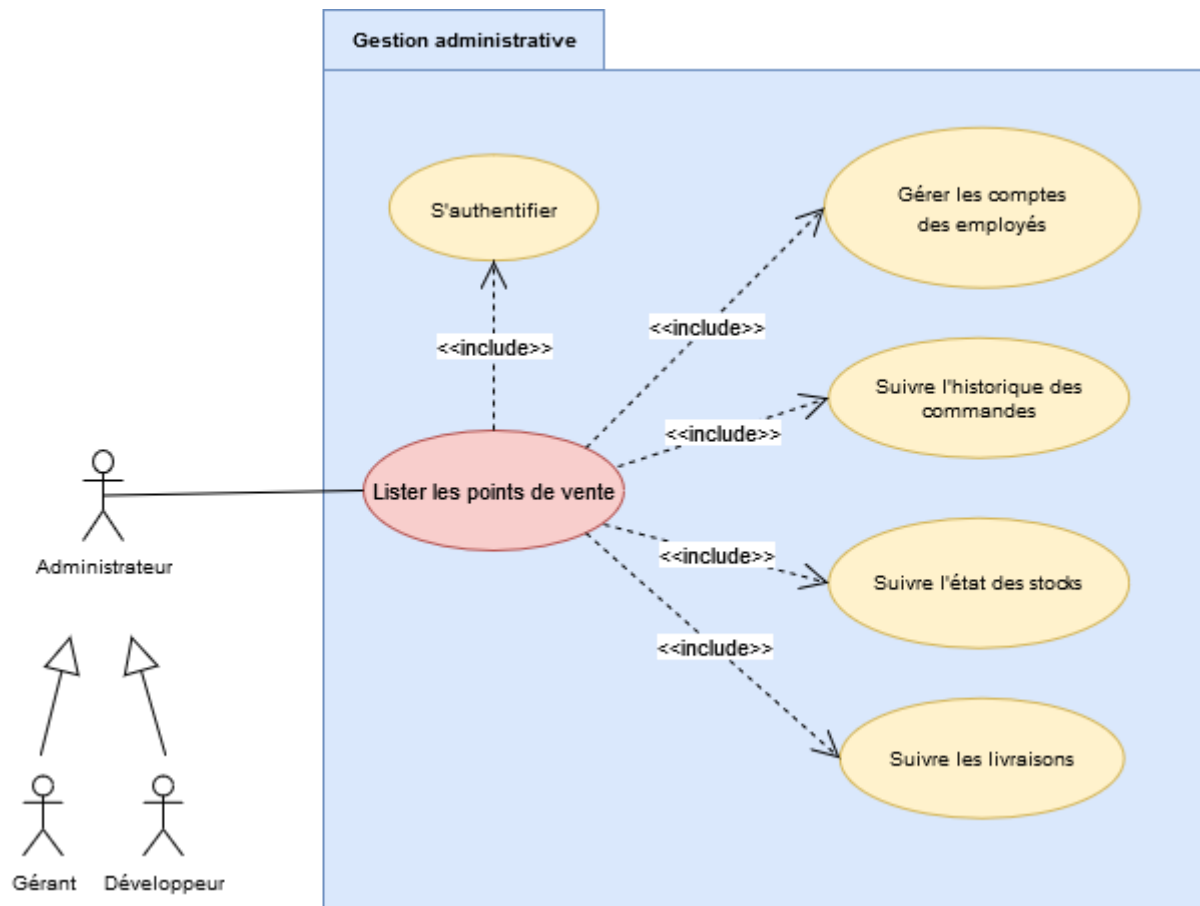 Gestion administrative
S'authentifier
Gérer les comptes
des employés
<<include>>
<<include>>
Suivre l'historique des
commandes
<<include>>
Lister les points de vente
Administrateur
<<include>>
Suivre l'état des stocks
<<include>>
Suivre les livraisons
Gérant
Développeur